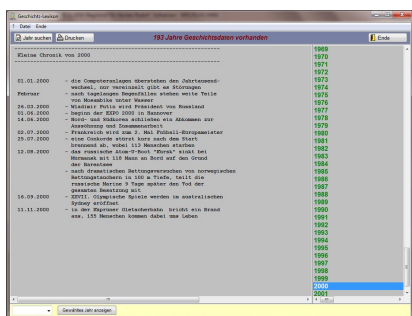 Geschichts-Lexikon
Datei Ende
Jahr suchen Drucken 193 Jahre Geschichtsdaten vorhanden Ende
Kleine Chronik von 2000
01.01.2000 - die Computeranlagen überstehen den Jahrtausend-
wechsel, nur vereinzelt gibt es Störungen
Februar - nach tagelangen Regenfällen stehen weite Teile
von Mosambike unter Wasser
26.03.2000 - Wladimir Putin wird Präsident von Russland
01.06.2000 - beginn der EXPO 2000 in Hannover
14.06.2000 - Nord- und Südkorea schließen ein Abkommen zur
Aussöhnung und Zusammenarbeit
02.07.2000 - Frankreich wird zum 2. Mal Fußball-Europameister
25.07.2000 - eine Conkorde stürzt kurz nach dem Start
brennend ab, wobei 113 Menschen starben
12.08.2000 - das russische Atom-U-Boot "Kursk" sinkt bei
Murmansk mit 118 Mann an Bord auf den Grund
der Barentssee
- nach dramatischen Rettungsversuchen von norwegischen
Rettungstauchern in 100 m Tiefe, teilt die
russische Marine 9 Tage später den Tod der
gesamten Besatzung mit
16.09.2000 - XXVII. Olympische Spiele werden im australischen
Sydney eröffnet
11.11.2000 - in der Kapruner Gletscherbahn bricht ein Brand
aus, 155 Menschen kommen dabei ums Leben
1969
1970
1971
1972
1973
1974
1975
1976
1977
1978
1979
1980
1981
1982
1983
1984
1985
1986
1987
1988
1989
1990
1991
1992
1993
1994
1995
1996
1997
1998
1999
2000
2001
Gewähltes Jahr anzeigen